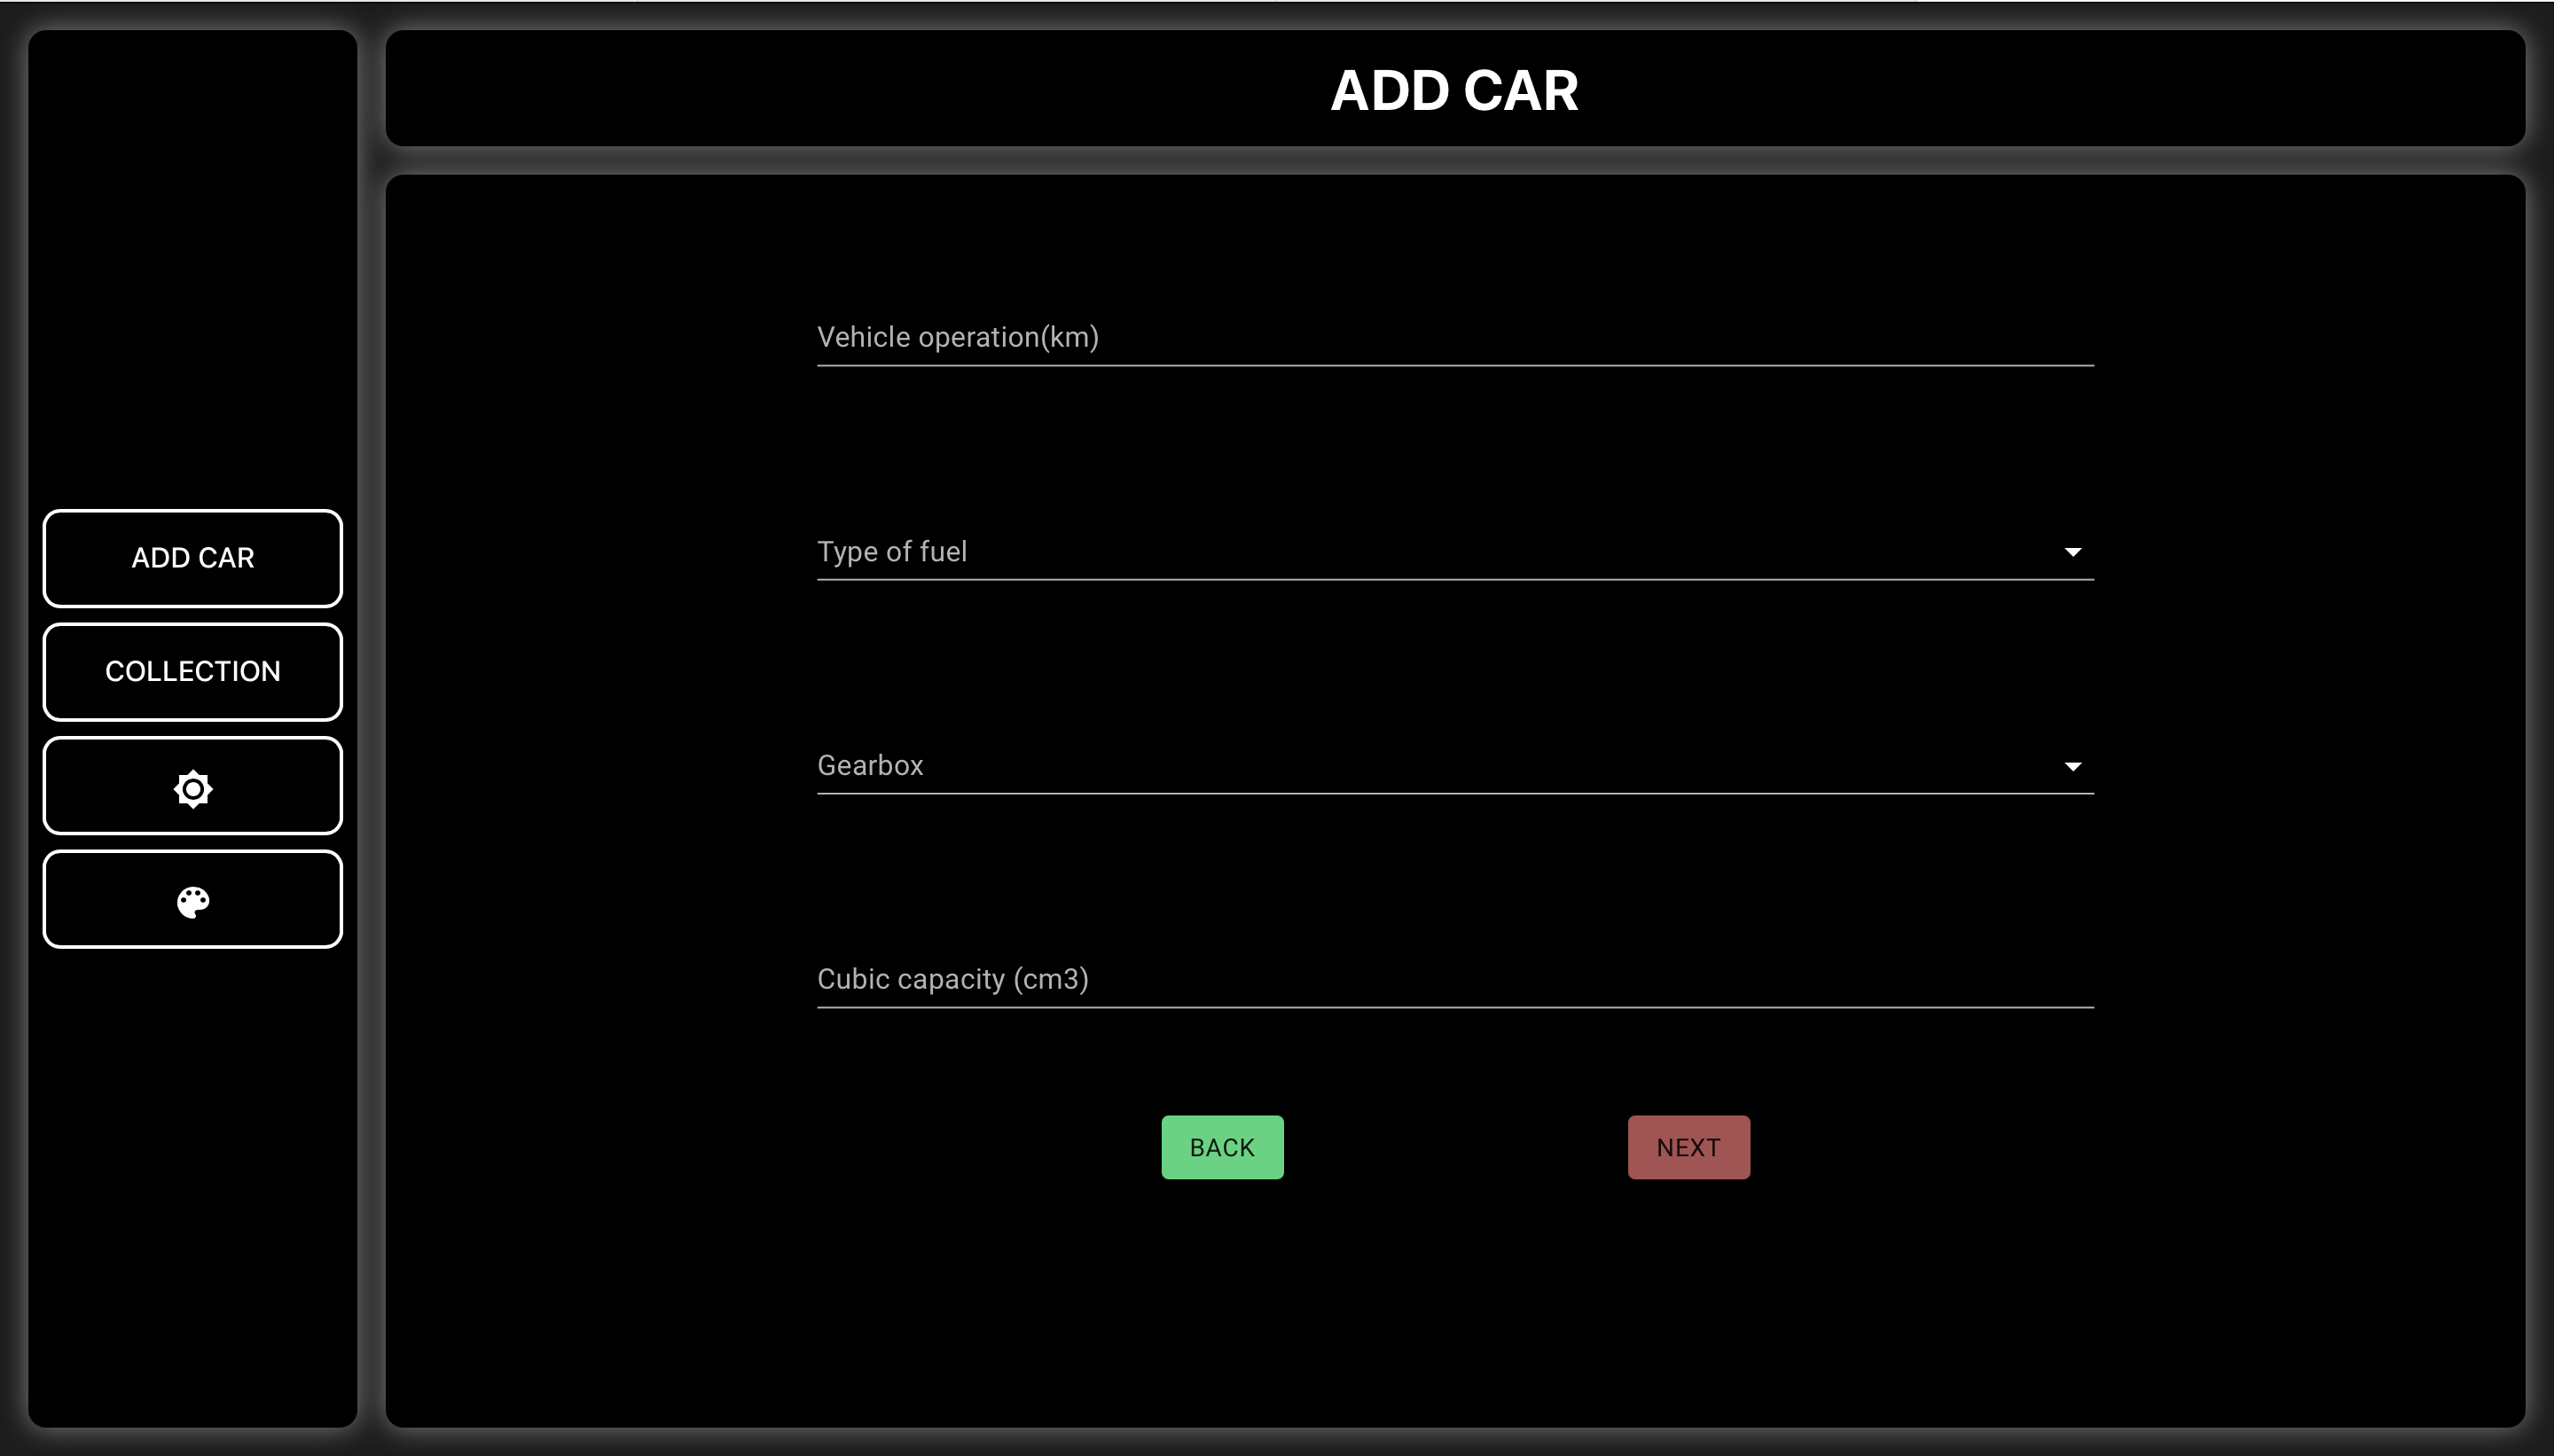 ADD CAR
COLLECTION
ADD CAR
Vehicle operation(km)
Type of fuel
Gearbox
Cubic capacity (cm3)
BACK
NEXT